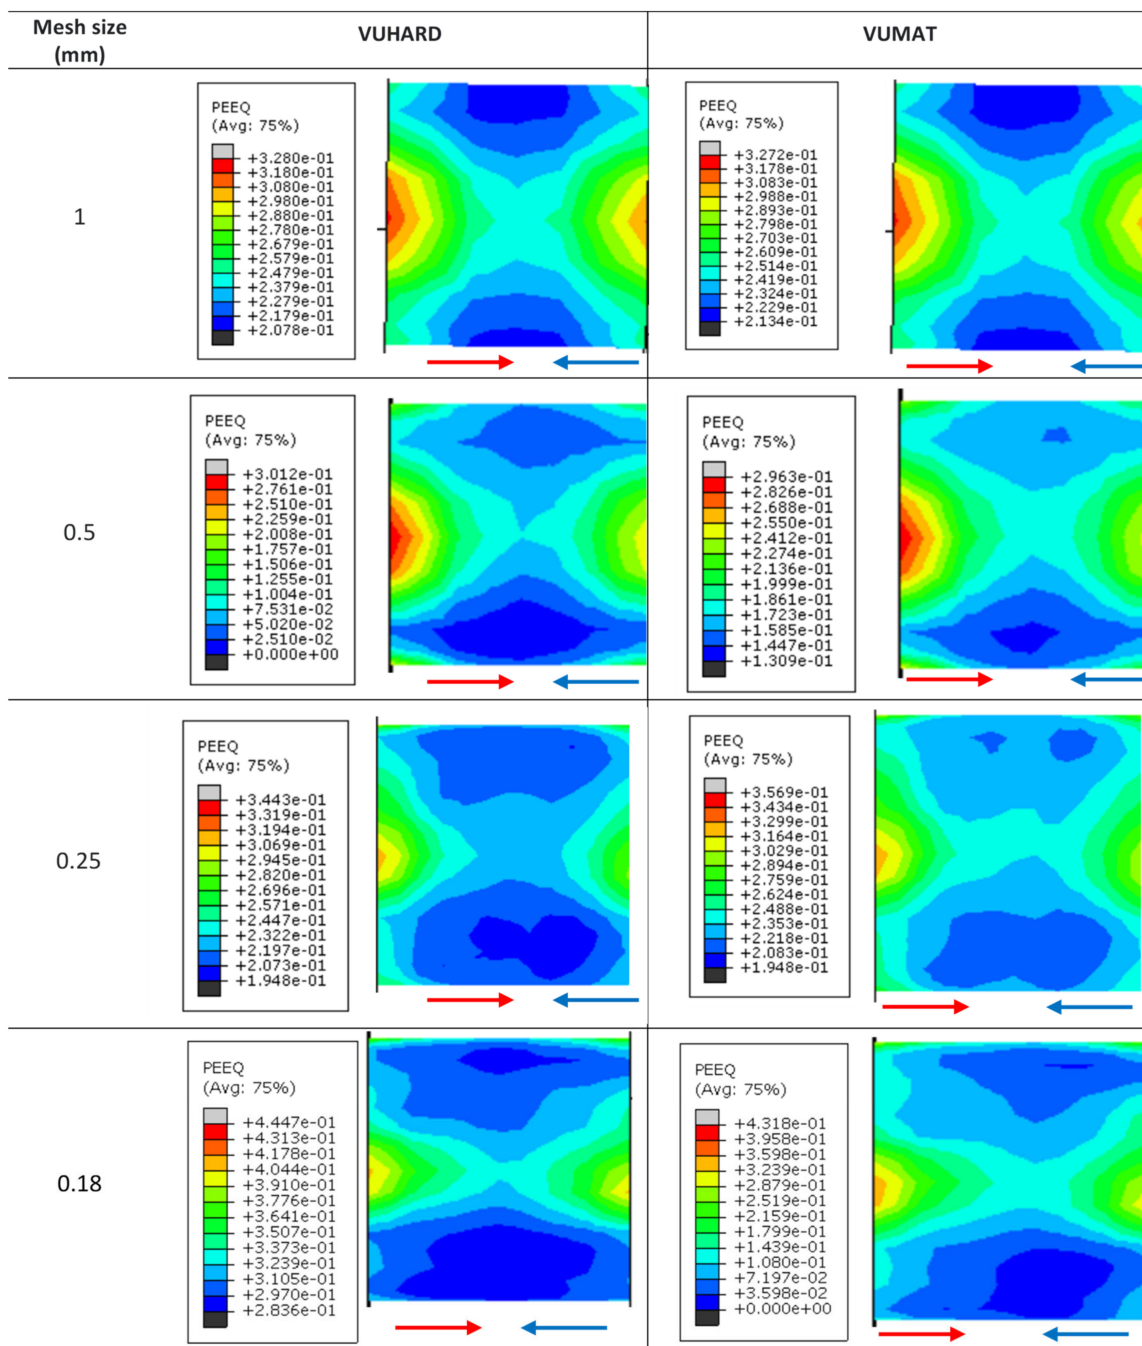 Mesh size
(mm)
VUHARD
VUMAT
1
PEEQ
(Avg: 75%)
+3.280e-01
+3.180e-01
+3.080e-01
+2.980e-01
+2.880e-01
+2.780e-01
+2.679e-01
+2.579e-01
+2.479e-01
+2.379e-01
+2.279e-01
+2.179e-01
+2.078e-01
PEEQ
(Avg: 75%)
+3.272e-01
+3.178e-01
+3.083e-01
+2.988e-01
+2.893e-01
+2.798e-01
+2.703e-01
+2.609e-01
+2.514e-01
+2.419e-01
+2.324e-01
+2.229e-01
+2.134e-01
0.5
PEEQ
(Avg: 75%)
+3.012e-01
+2.761e-01
+2.510e-01
+2.259e-01
+2.008e-01
+1.757e-01
+1.506e-01
+1.255e-01
+1.004e-01
+7.531e-02
+5.020e-02
+2.510e-02
+0.000e+00
PEEQ
(Avg: 75%)
+2.963e-01
+2.826e-01
+2.688e-01
+2.550e-01
+2.412e-01
+2.274e-01
+2.136e-01
+1.999e-01
+1.861e-01
+1.723e-01
+1.585e-01
+1.447e-01
+1.309e-01
0.25
PEEQ
(Avg: 75%)
+3.443e-01
+3.319e-01
+3.194e-01
+3.069e-01
+2.945e-01
+2.820e-01
+2.696e-01
+2.571e-01
+2.447e-01
+2.322e-01
+2.197e-01
+2.073e-01
+1.948e-01
PEEQ
(Avg: 75%)
+3.569e-01
+3.434e-01
+3.299e-01
+3.164e-01
+3.029e-01
+2.894e-01
+2.759e-01
+2.624e-01
+2.488e-01
+2.353e-01
+2.218e-01
+2.083e-01
+1.948e-01
0.18
PEEQ
(Avg: 75%)
+4.447e-01
+4.313e-01
+4.178e-01
+4.044e-01
+3.910e-01
+3.776e-01
+3.641e-01
+3.507e-01
+3.373e-01
+3.239e-01
+3.105e-01
+2.970e-01
+2.836e-01
PEEQ
(Avg: 75%)
+4.318e-01
+3.958e-01
+3.598e-01
+3.239e-01
+2.879e-01
+2.519e-01
+2.159e-01
+1.799e-01
+1.439e-01
+1.080e-01
+7.197e-02
+3.598e-02
+0.000e+00